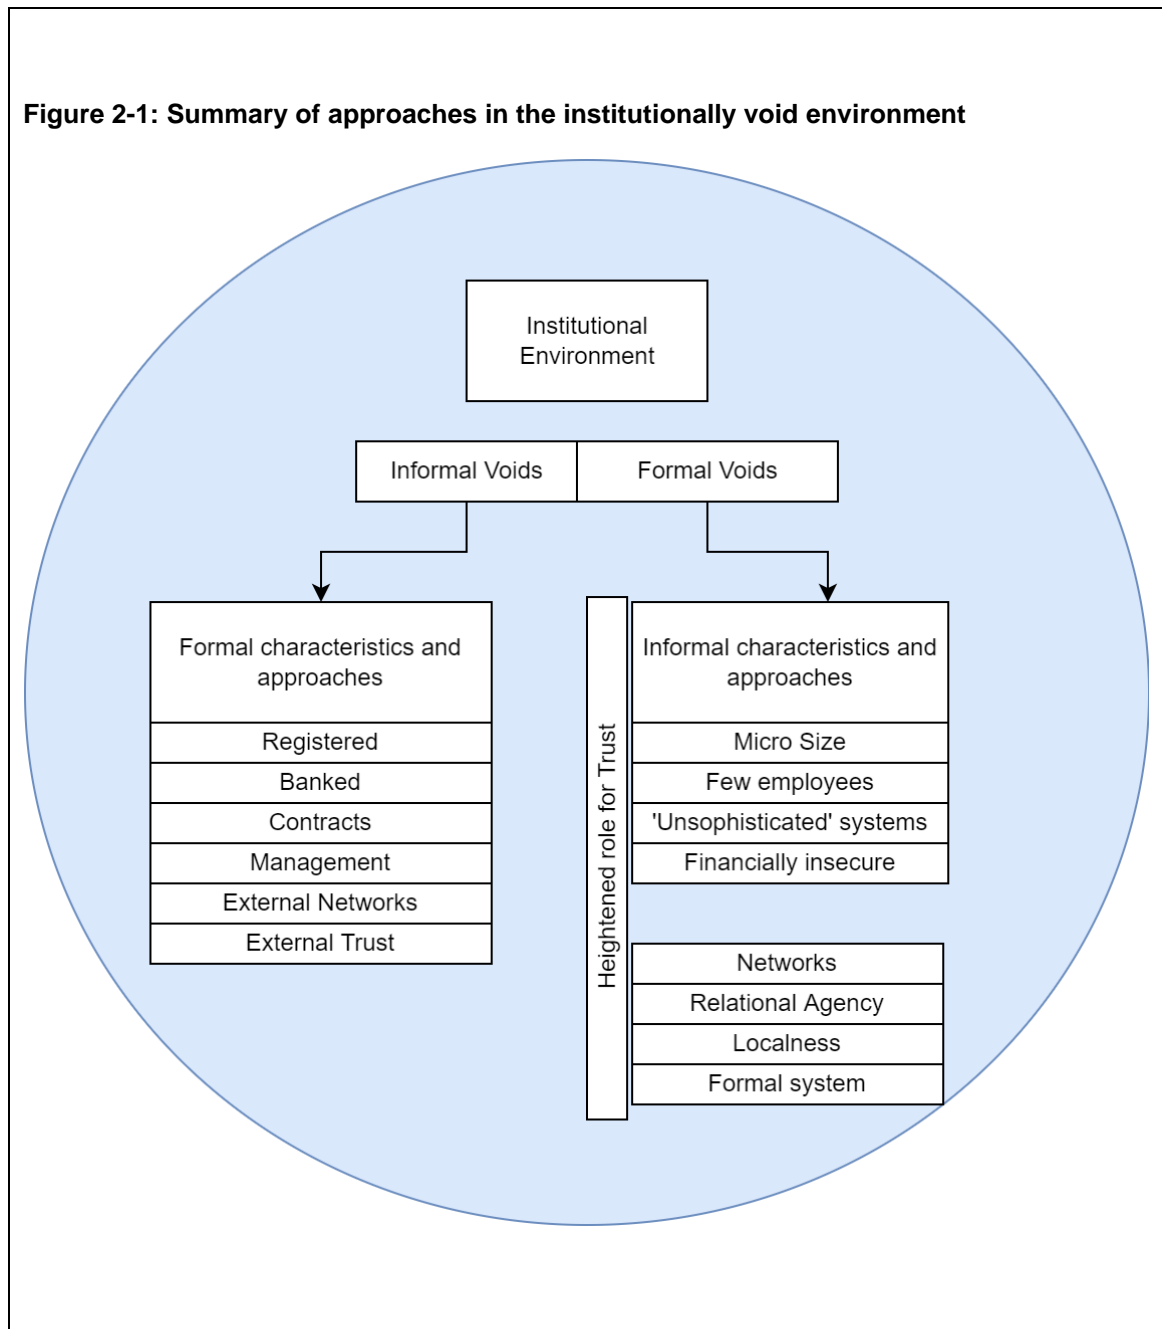 Figure 2-1: Summary of approaches in the institutionally void environment
Institutional
Environment
Informal Voids
Formal Voids
Formal characteristics and
approaches
Registered
Banked
Contracts
Management
External Networks
External Trust
Heightened role for Trust
Informal characteristics and
approaches
Micro Size
Few employees
'Unsophisticated' systems
Financially insecure
Networks
Relational Agency
Localness
Formal system